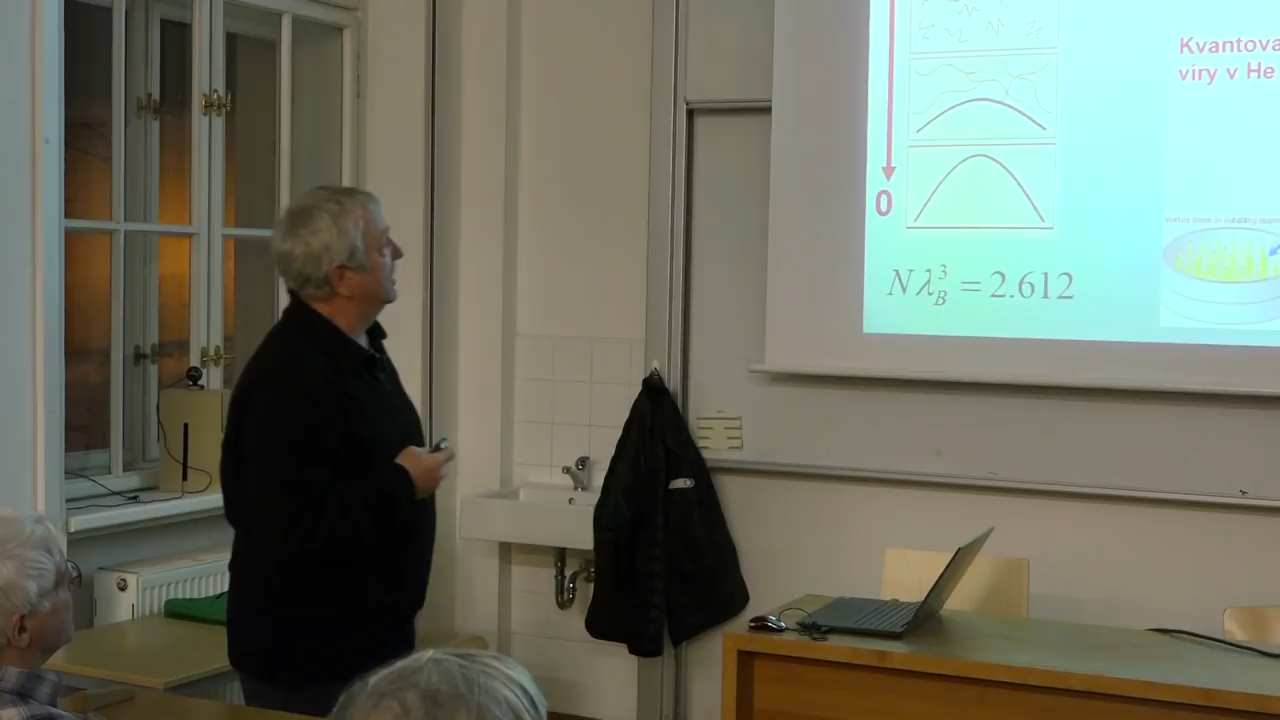 Kvantova
víry v He
0
Nλ_B^3 = 2.612